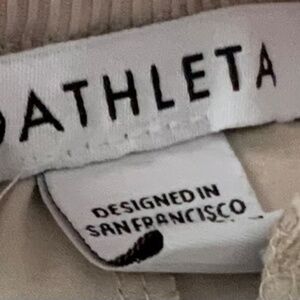 ATHLETA
DESIGNED IN
SAN FRANCISCO